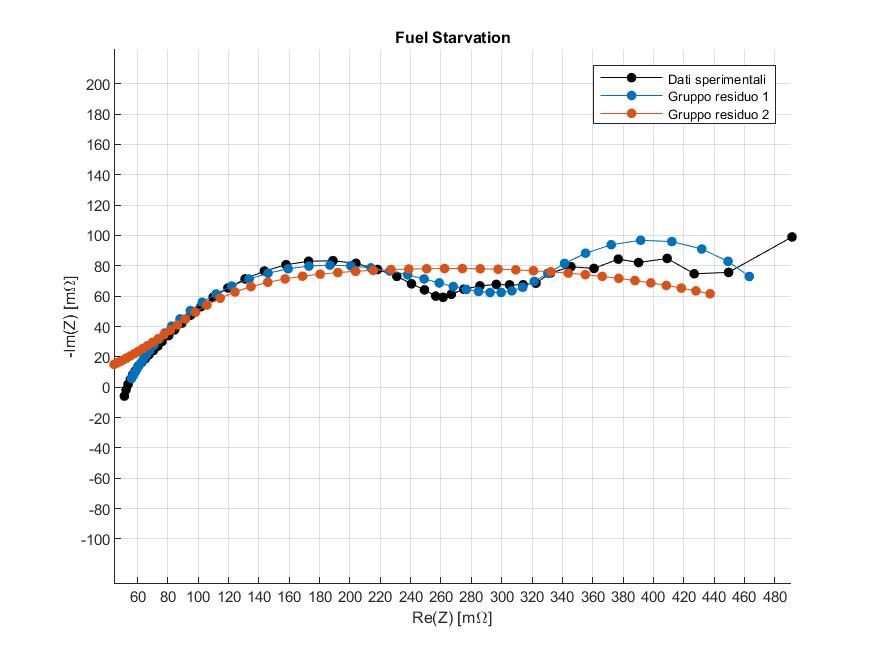 Fuel Starvation
Dati sperimentali
Gruppo residuo 1
Gruppo residuo 2
200
180
160
140
120
100
80
60
40
20
0
-20
-40
-60
-80
-100
-Im(Z) [mΩ]
60 80 100 120 140 160 180 200 220 240 260 280 300 320 340 360 380 400 420 440 460 480
Re(Z) [mΩ]